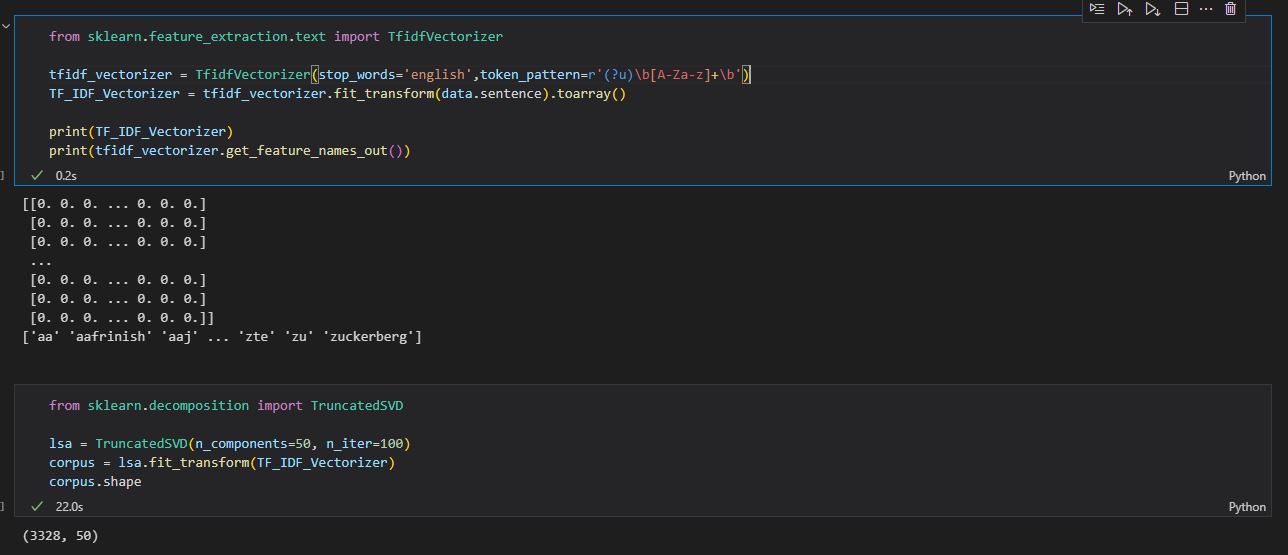 from sklearn.feature_extraction.text import TfidfVectorizer
tfidf_vectorizer = TfidfVectorizer(stop_words='english',token_pattern=r'(?u)\b[A-Za-z]+\b')
TF_IDF_Vectorizer = tfidf_vectorizer.fit_transform(data.sentence).toarray()
print(TF_IDF_Vectorizer)
print(tfidf_vectorizer.get_feature_names_out())
] 0.2s Python
[[0. 0. 0. ... 0. 0. 0.]
[0. 0. 0. ... 0. 0. 0.]
[0. 0. 0. ... 0. 0. 0.]
...
[0. 0. 0. ... 0. 0. 0.]
[0. 0. 0. ... 0. 0. 0.]
[0. 0. 0. ... 0. 0. 0.]]
['aa' 'aafrinish' 'aaj' ... 'zte' 'zu' 'zuckerberg']
from sklearn.decomposition import TruncatedSVD
lsa = TruncatedSVD(n_components=50, n_iter=100)
corpus = lsa.fit_transform(TF_IDF_Vectorizer)
corpus.shape
] 22.0s Python
(3328, 50)